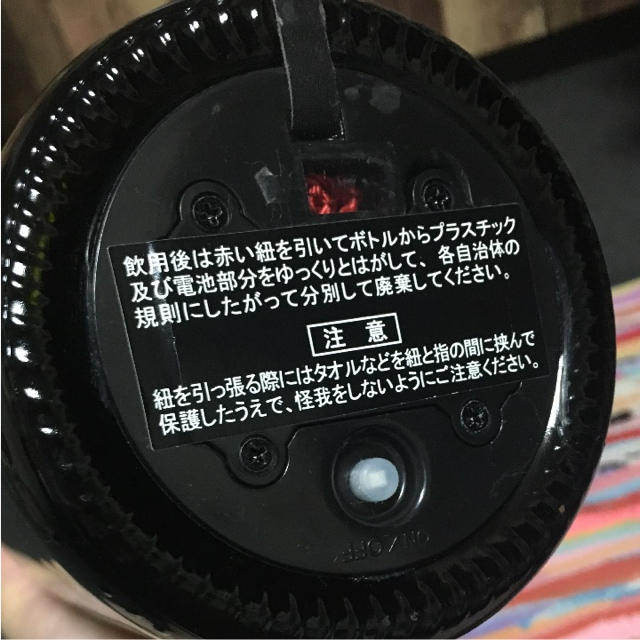 飲用後は赤い紐を引いてボトルからプラスチック
及び電池部分をゆっくりとはがして、各自治体の
規則にしたがって分別して廃棄してください。
注意
紐を引っ張る際にはタオルなどを紐と指の間に挟んで
保護したうえで、怪我をしないようにご注意ください。
ON/OFF